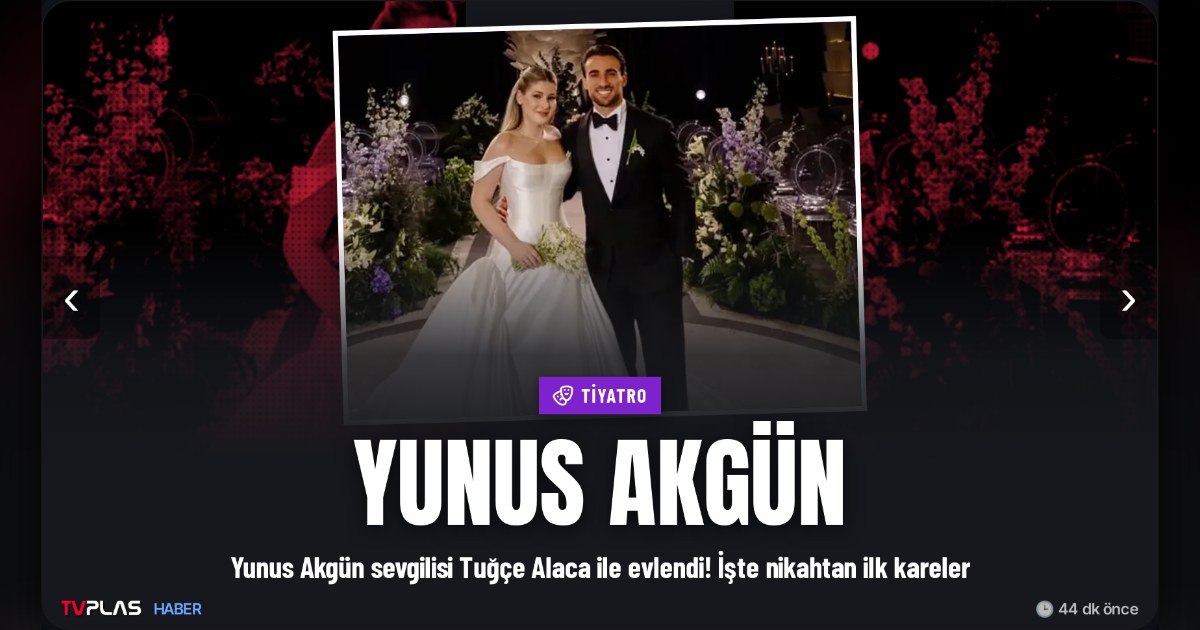 TİYATRO
YUNUS AKGÜN
Yunus Akgün sevgilisi Tuğçe Alaca ile evlendi! İşte nikahtan ilk kareler
TVPLAS HABER
44 dk önce